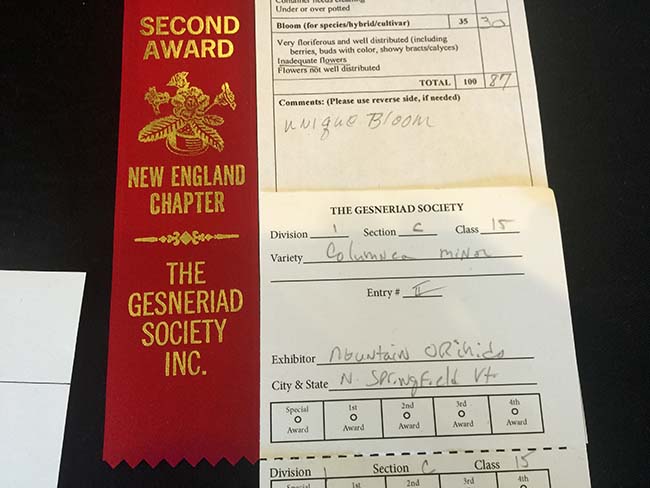 SECOND
AWARD
NEW ENGLAND
CHAPTER
THE
GESNERIAD
SOCIETY
INC.
Container needs cleaning
Under or over potted
Bloom (for species/hybrid/cultivar) 35 30
Very floriferous and well distributed (including
berries, buds with color, showy bracts/calyces)
Inadequate flowers
Flowers not well distributed
TOTAL 100 87
Comments: (Please use reverse side, if needed)
unique Bloom
THE GESNERIAD SOCIETY
Division 1 Section C Class 15
Variety Columnea minor
Entry # II
Exhibitor Mountain Orchids
City & State N. Springfield Vt
Special 1st 2nd 3rd 4th
Award Award Award Award Award
Division 1 Section C Class 15
Special 1st 2nd 3rd 4th